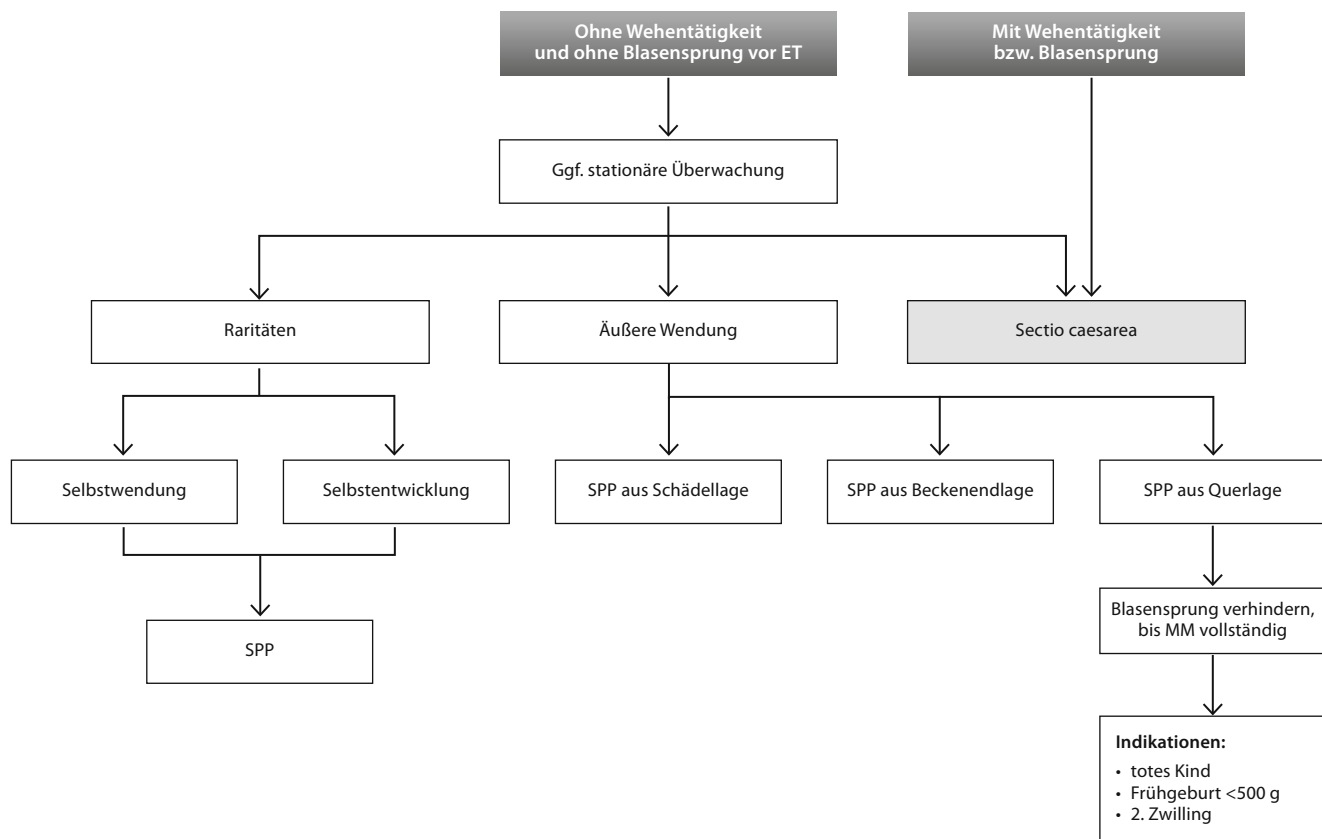 Ohne Wehentätigkeit
und ohne Blasensprung vor ET
Mit Wehentätigkeit
bzw. Blasensprung
Ggf. stationäre Überwachung
Raritäten
Äußere Wendung
Sectio caesarea
Selbstwendung
Selbstentwicklung
SPP aus Schädellage
SPP aus Beckenendlage
SPP aus Querlage
SPP
Blasensprung verhindern,
bis MM vollständig
Indikationen:
• totes Kind
• Frühgeburt <500 g
• 2. Zwilling